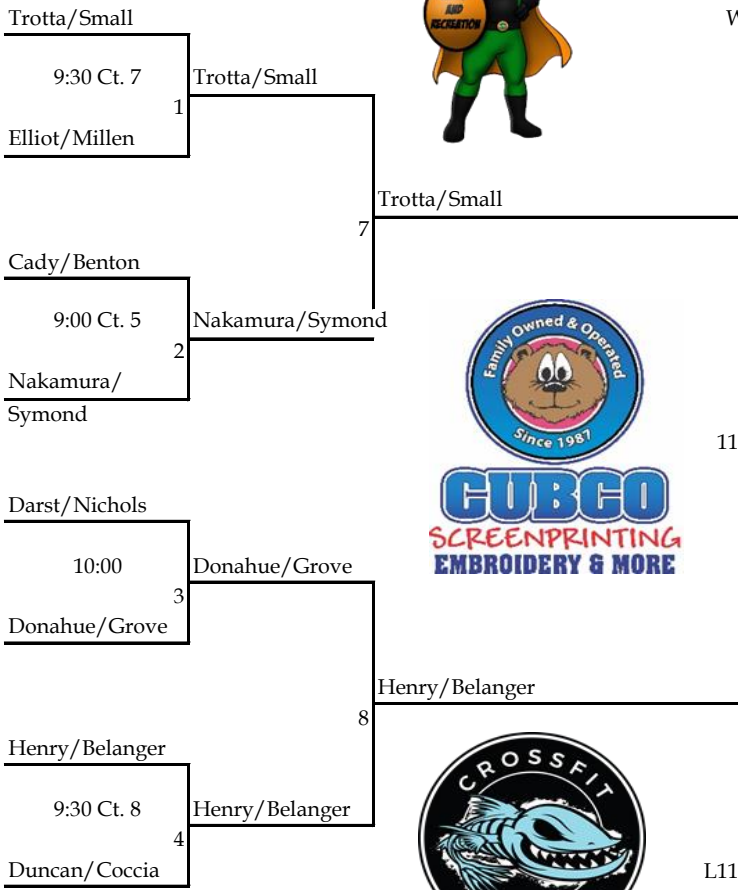 Trotta/Small
9:30 Ct. 7
1
Elliot/Millen
Trotta/Small
Cady/Benton
9:00 Ct. 5
2
Nakamura/
Symond
Nakamura/Symond
7
Trotta/Small
Darst/Nichols
10:00
3
Donahue/Grove
Donahue/Grove
Henry/Belanger
9:30 Ct. 8
4
Duncan/Coccia
Henry/Belanger
8
Henry/Belanger
AND
RECREATION
W
Family Owned & Operated
Since 1987
CUBCO
SCREENPRINTING
EMBROIDERY & MORE
11
CROSSFIT
L11